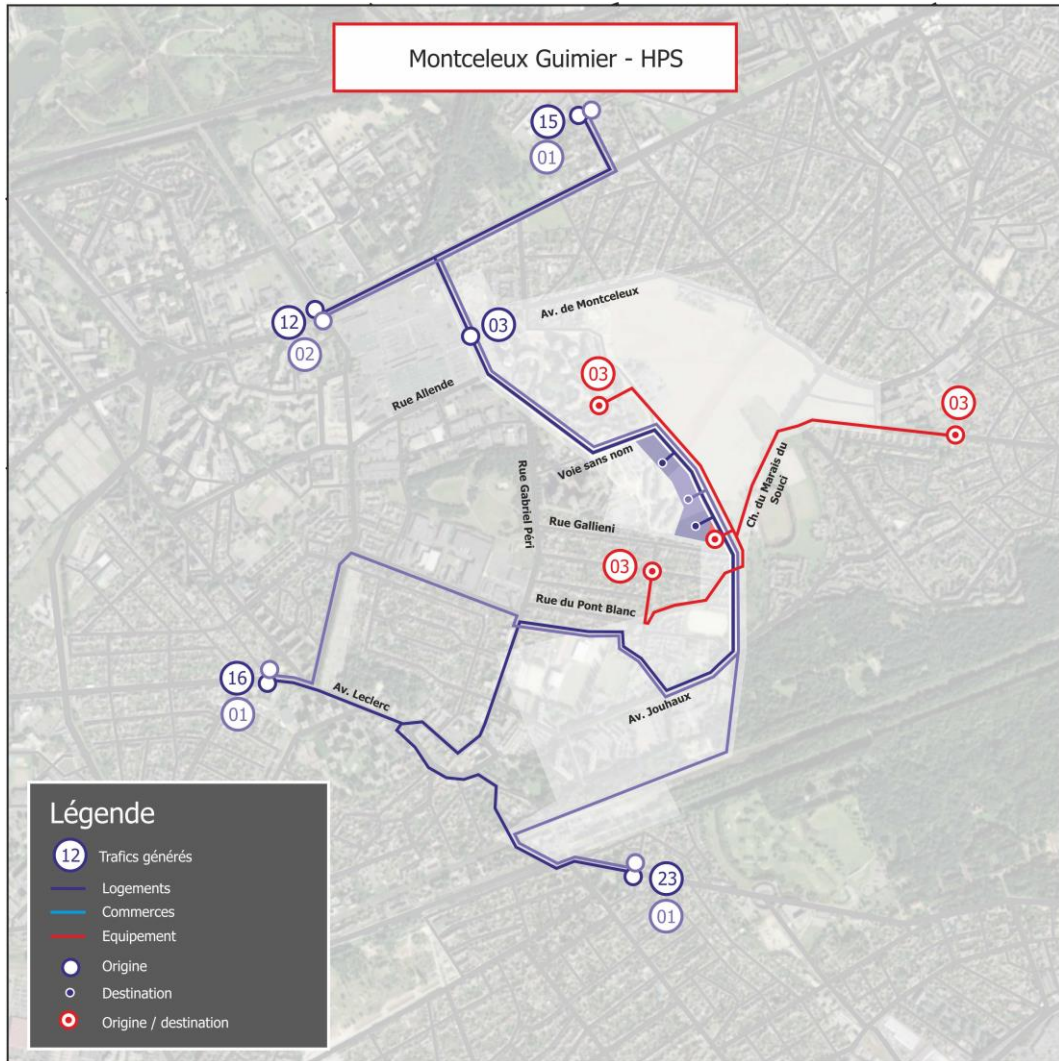 Montceleux Guimier - HPS
15
01
Av. de Montceleux
12
03
02
Rue Allende
03
03
Voie sans nom
Ch. du Marais du
Souci
Rue Gabriel Péri
Rue Gallieni
03
Rue du Pont Blanc
16
01
Av. Leclerc
Av. Jouhaux
23
01
Légende
12 Trafics générés
Logements
Commerces
Equipement
Origine
Destination
Origine / destination